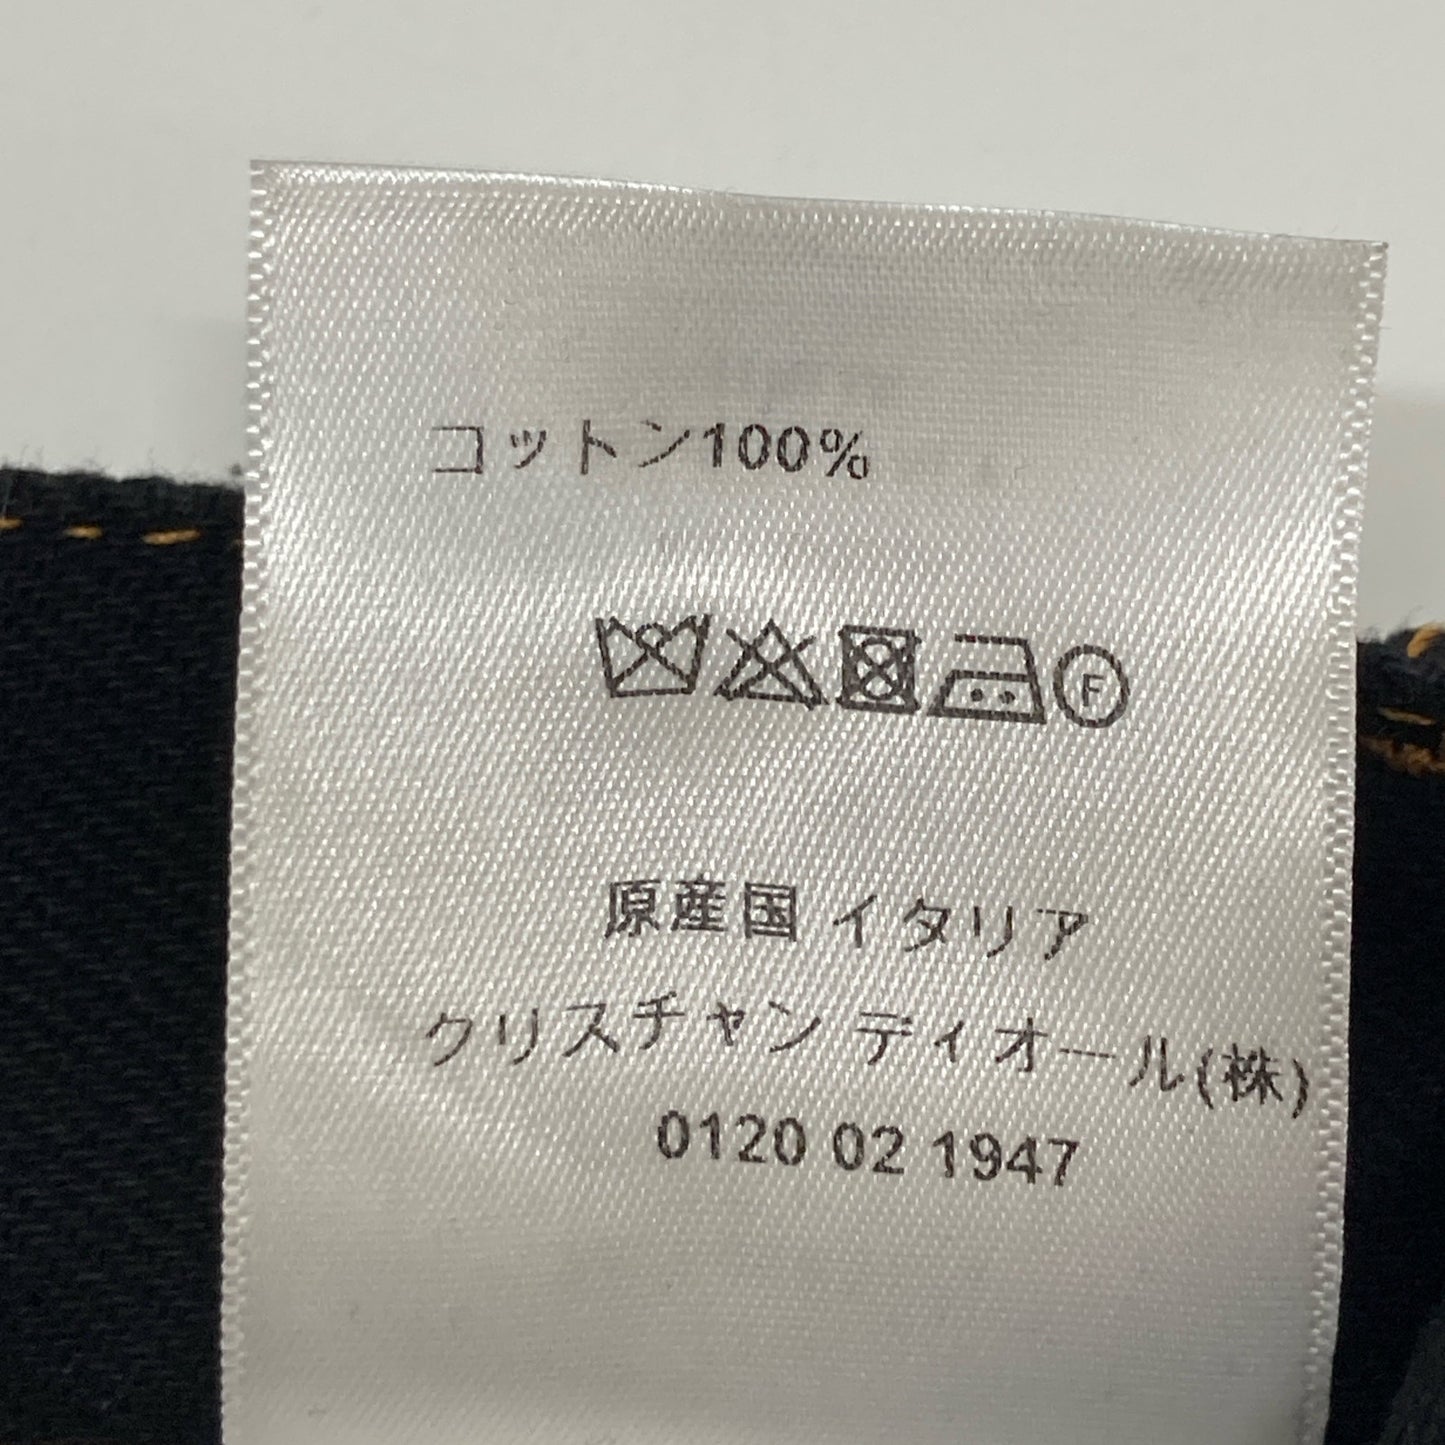 コットン100%
F
原産国 イタリア
クリスチャン ディオール(株)
0120 02 1947